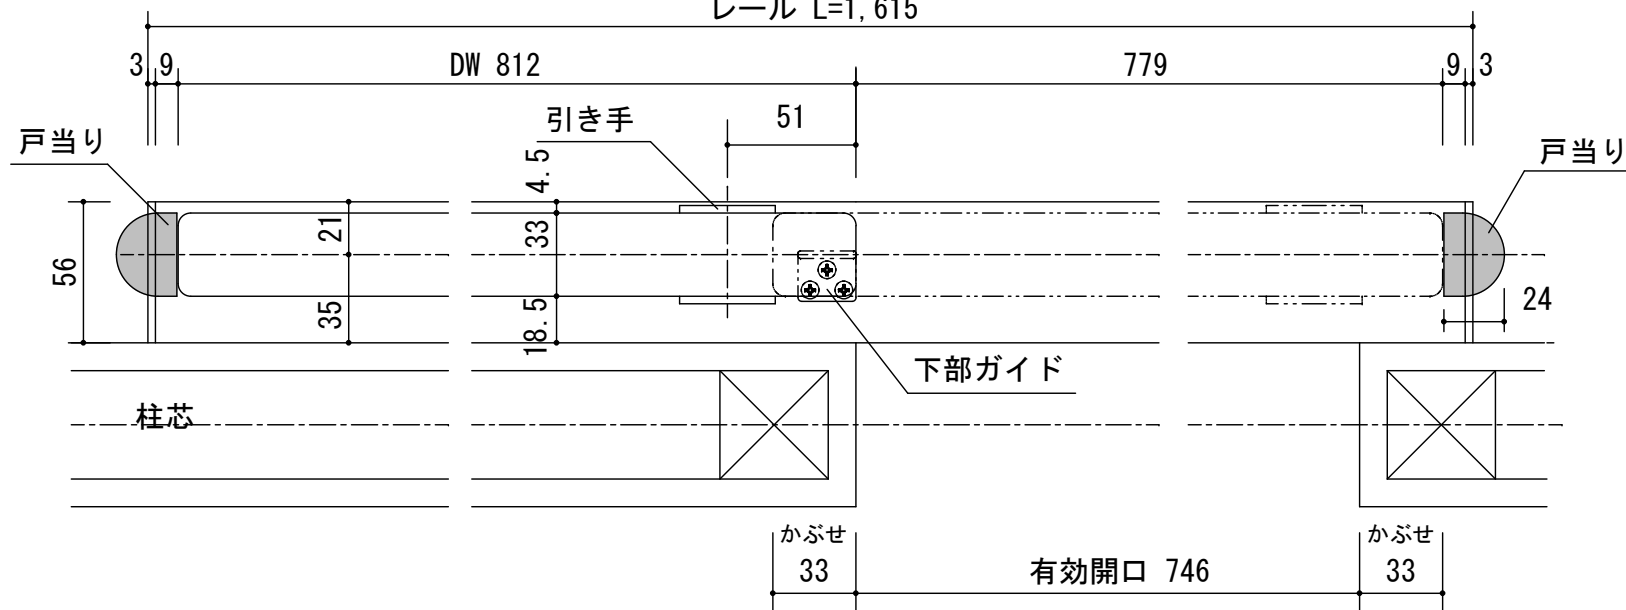 レール L=1,615
3 9 DW 812 779 9 3
引き手 51
戸当り 戸当り
4.5
21 33
56
35 18.5
24
下部ガイド
柱芯
かぶせ かぶせ
33 有効開口 746 33